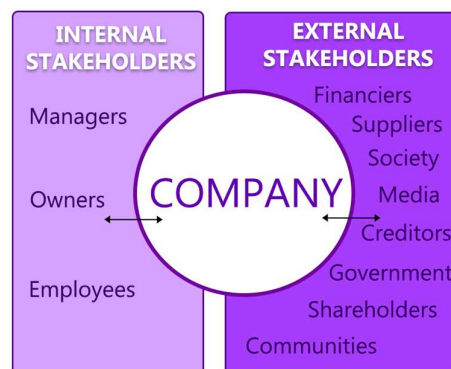 INTERNAL
STAKEHOLDERS
Managers
Owners
Employees
COMPANY
EXTERNAL
STAKEHOLDERS
Financiers
Suppliers
Society
Media
Creditors
Government
Shareholders
Communities